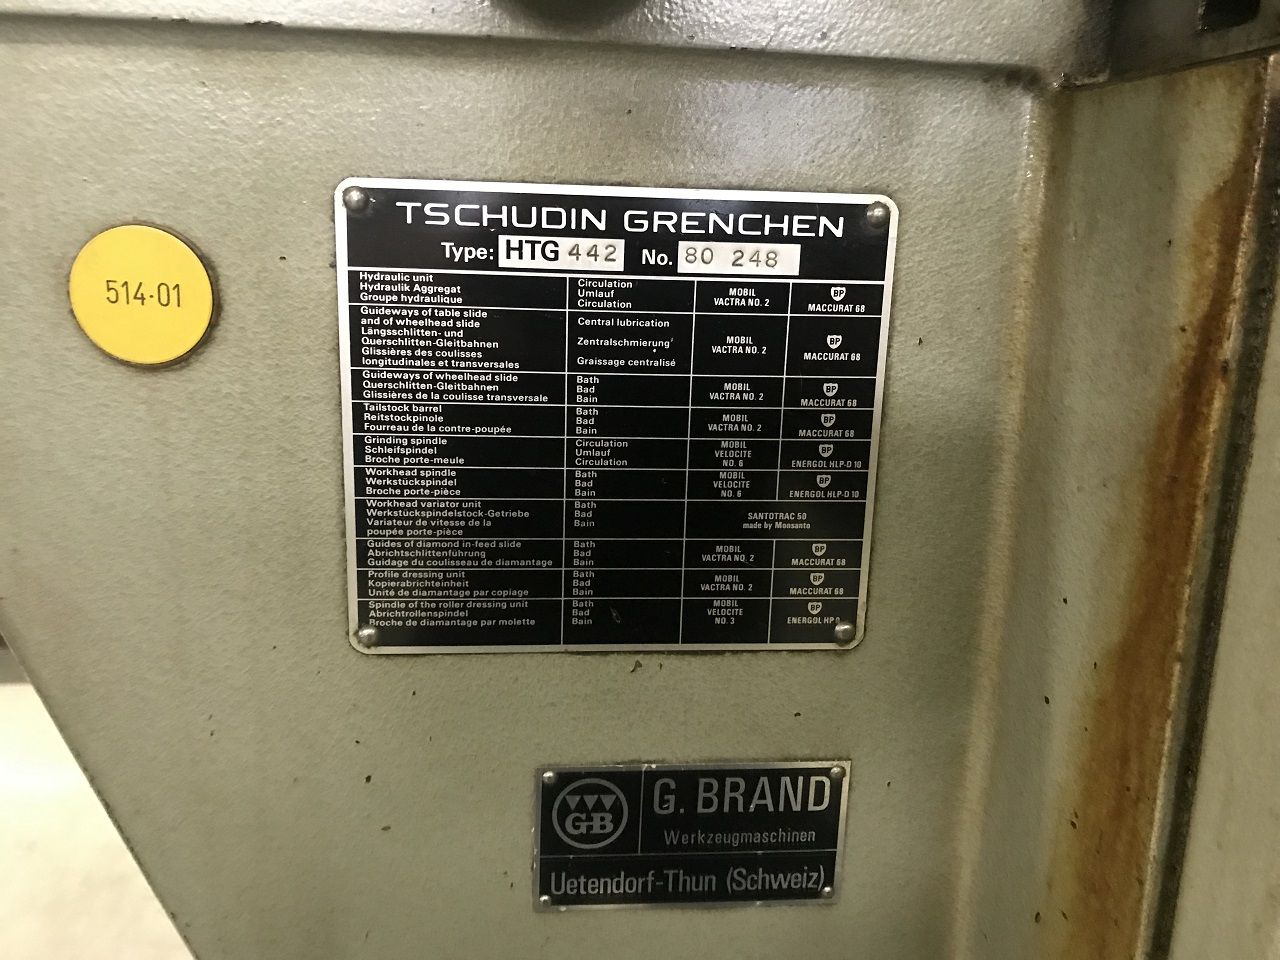 514-01
TSCHUDIN GRENCHEN
Type: HTG 442 No. 80 248
Hydraulic unit
Hydraulik Aggregat
Groupe hydraulique
Circulation
Umlauf
Circulation
MOBIL
VACTRA NO. 2
BP
MACCURAT 68
Guideways of table slide
and of wheelhead slide
Längsschlitten- und
Querschlitten-Gleitbahnen
Glissières des coulisses
longitudinales et transversales
Central lubrication
Zentralschmierung
Graissage centralisé
MOBIL
VACTRA NO. 2
BP
MACCURAT 68
Guideways of wheelhead slide
Querschlitten-Gleitbahnen
Glissières de la coulisse transversale
Bath
Bad
Bain
MOBIL
VACTRA NO. 2
BP
MACCURAT 68
Tailstock barrel
Reitstockpinole
Fourreau de la contre-poupée
Bath
Bad
Bain
MOBIL
VACTRA NO. 2
BP
MACCURAT 68
Grinding spindle
Schleifspindel
Broche porte-meule
Circulation
Umlauf
Circulation
MOBIL
VELOCITE
NO. 6
BP
ENERGOL HLP-D 10
Workhead spindle
Werkstückspindel
Broche porte-pièce
Bath
Bad
Bain
MOBIL
VELOCITE
NO. 6
BP
ENERGOL HLP-D 10
Workhead variator unit
Werkstückspindelstock-Getriebe
Variateur de vitesse de la
poupée porte-pièce
Bath
Bad
Bain
SANTOTRAC 50
made by Monsanto
Guides of diamond in-feed slide
Abrichtschlittenführung
Guidage du coulisseau de diamantage
Bath
Bad
Bain
MOBIL
VACTRA NO. 2
BP
MACCURAT 68
Profile dressing unit
Kopierabrichteinheit
Unité de diamantage par copiage
Bath
Bad
Bain
MOBIL
VACTRA NO. 2
BP
MACCURAT 68
Spindle of the roller dressing unit
Abrichtrollenspindel
Broche de diamantage par molette
Bath
Bad
Bain
MOBIL
VELOCITE
NO. 3
BP
ENERGOL HP
GB
G. BRAND
Werkzeugmaschinen
Uetendorf-Thun (Schweiz)